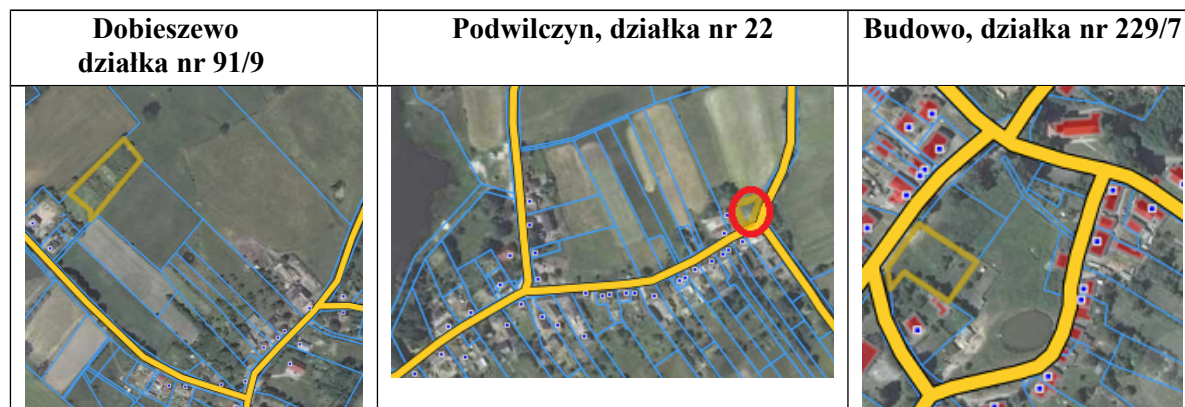 Dobieszewo
działka nr 91/9
Podwilczyn, działka nr 22
Budowo, działka nr 229/7